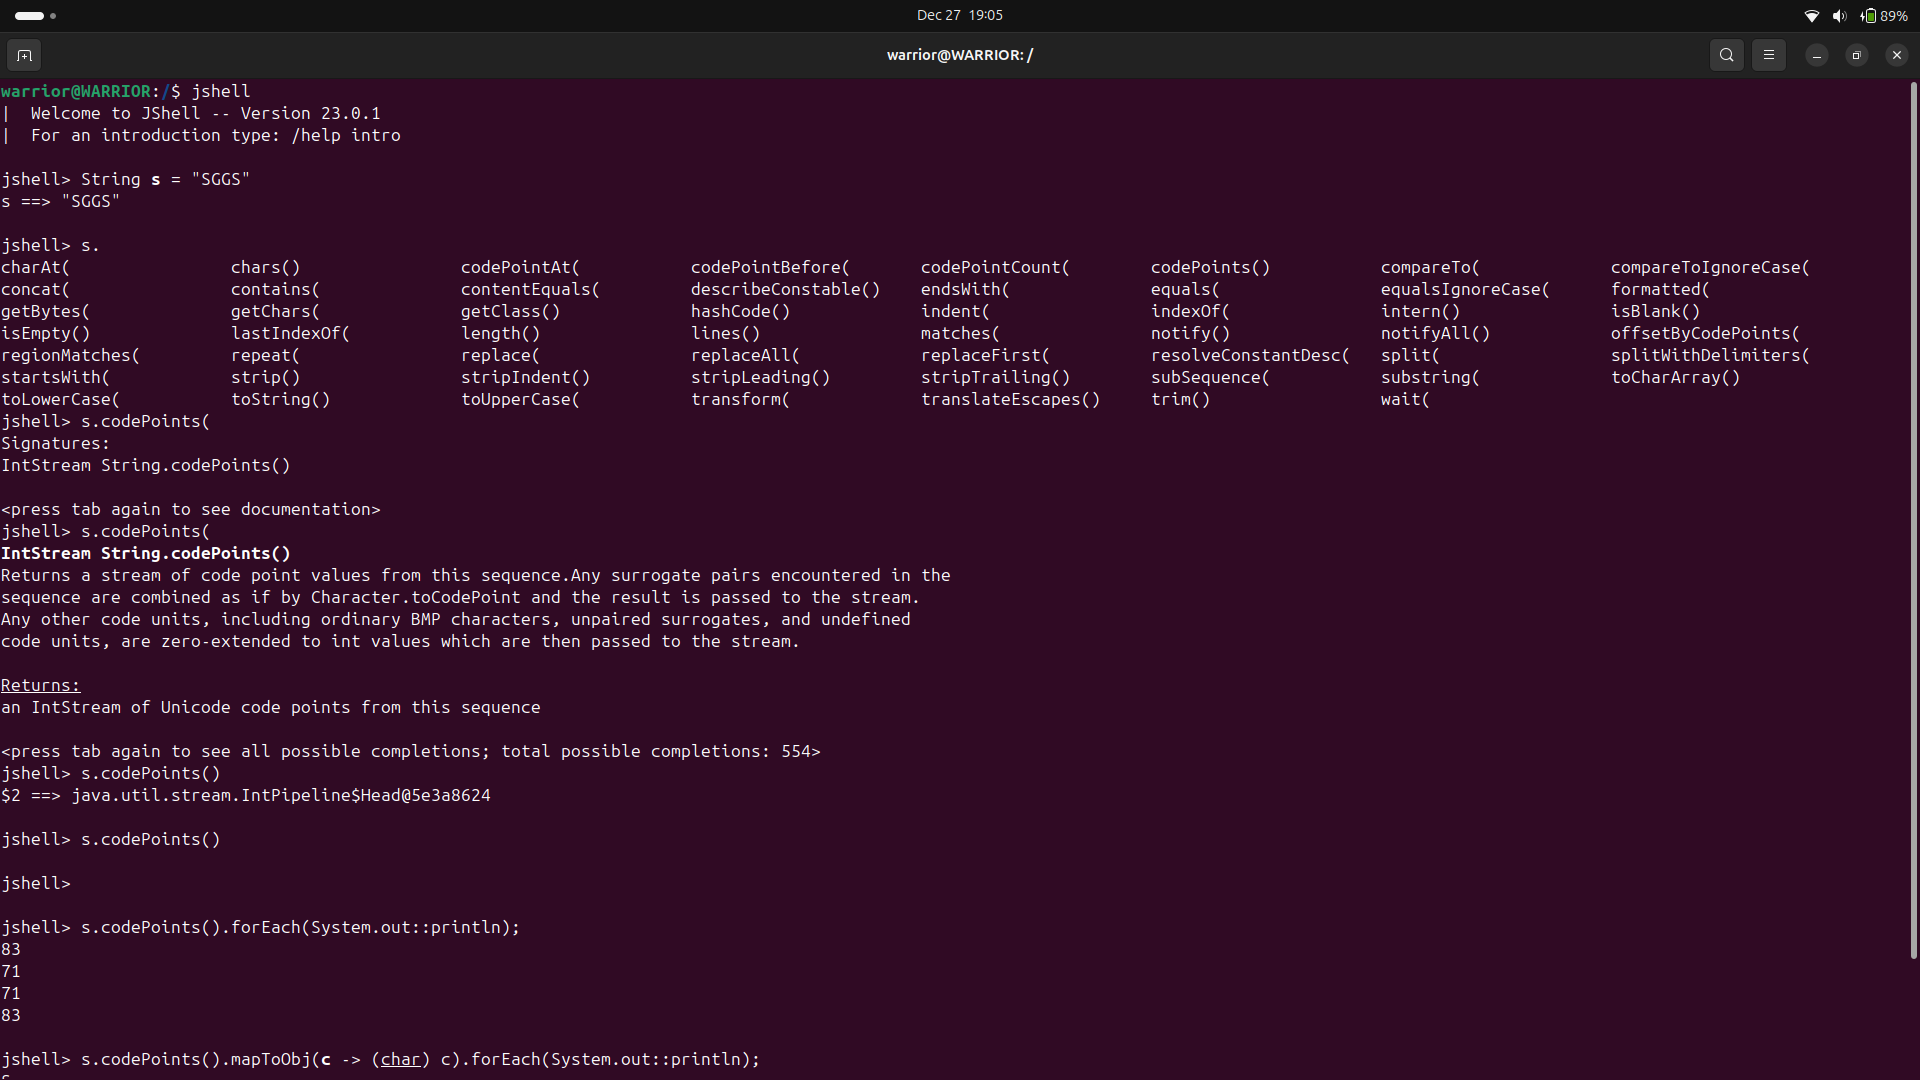 Dec 27 19:05
89%
warrior@WARRIOR: /
warrior@WARRIOR:/$ jshell
| Welcome to JShell -- Version 23.0.1
| For an introduction type: /help intro
jshell> String s = "SGGS"
s ==> "SGGS"
jshell> s.
charAt( chars() codePointAt( codePointBefore( codePointCount( codePoints() compareTo( compareToIgnoreCase(
concat( contains( contentEquals( describeConstable() endsWith( equals( equalsIgnoreCase( formatted(
getBytes( getChars( getClass() hashCode() indent( indexOf( intern() isBlank()
isEmpty() lastIndexOf( length() lines() matches( notify() notifyAll() offsetByCodePoints(
regionMatches( repeat( replace( replaceAll( replaceFirst( resolveConstantDesc( split( splitWithDelimiters(
startsWith( strip() stripIndent() stripLeading() stripTrailing() subSequence( substring( toCharArray()
toLowerCase( toString() toUpperCase( transform( translateEscapes() trim() wait(
jshell> s.codePoints(
Signatures:
IntStream String.codePoints()
<press tab again to see documentation>
jshell> s.codePoints(
IntStream String.codePoints()
Returns a stream of code point values from this sequence.Any surrogate pairs encountered in the
sequence are combined as if by Character.toCodePoint and the result is passed to the stream.
Any other code units, including ordinary BMP characters, unpaired surrogates, and undefined
code units, are zero-extended to int values which are then passed to the stream.
Returns:
an IntStream of Unicode code points from this sequence
<press tab again to see all possible completions; total possible completions: 554>
jshell> s.codePoints()
$2 ==> java.util.stream.IntPipeline$Head@5e3a8624
jshell> s.codePoints()
jshell>
jshell> s.codePoints().forEach(System.out::println);
83
71
71
83
jshell> s.codePoints().mapToObj(c -> (char) c).forEach(System.out::println);